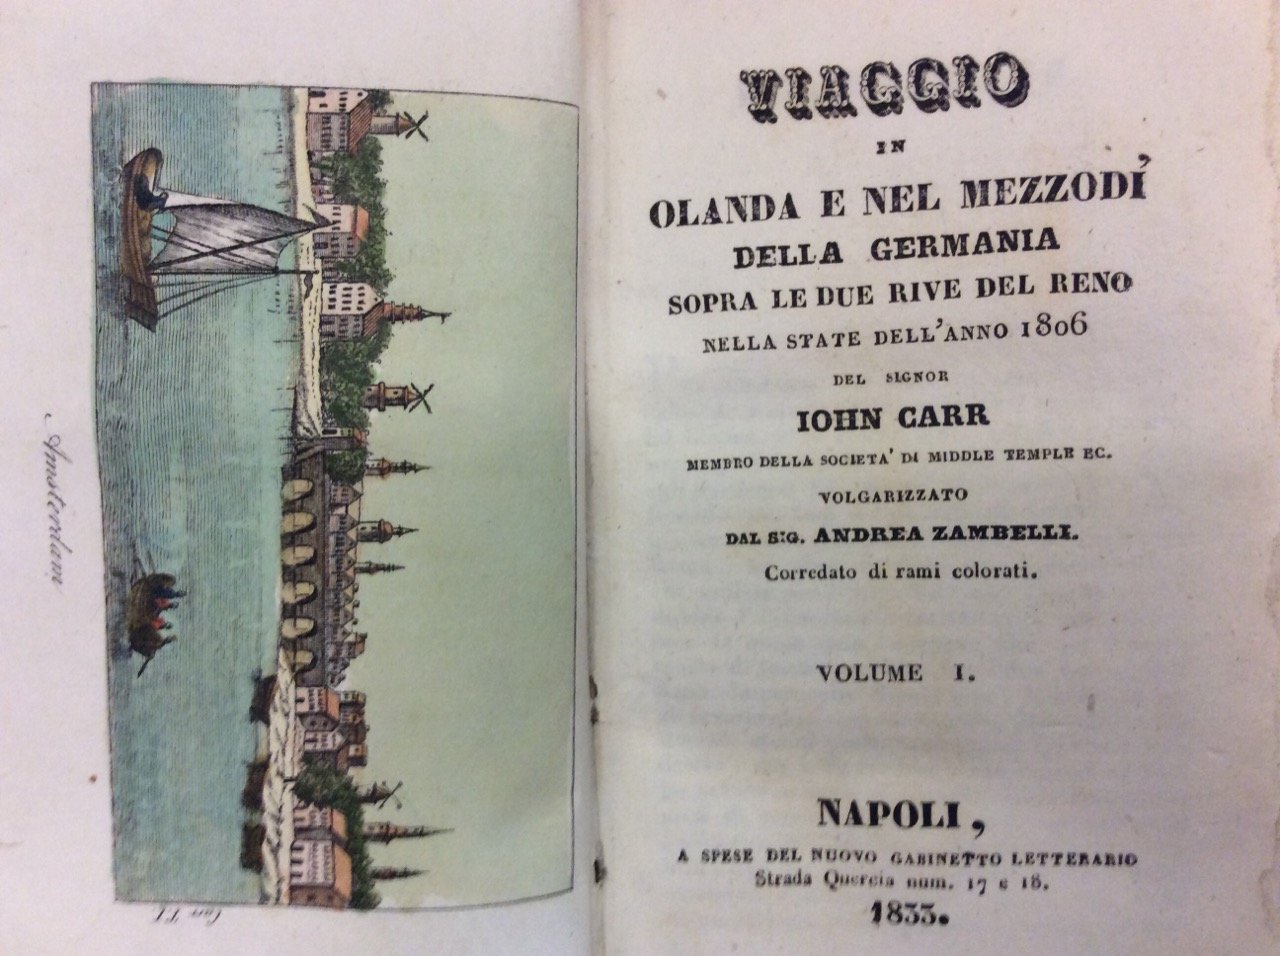 Amsterdam
VIAGGIO
IN
OLANDA E NEL MEZZODI'
DELLA GERMANIA
SOPRA LE DUE RIVE DEL RENO
NELLA STATE DELL'ANNO 1806
DEL SIGNOR
IOHN CARR
MEMBRO DELLA SOCIETA' DI MIDDLE TEMPLE EC.
VOLGARIZZATO
DAL SIG. ANDREA ZAMBELLI.
Corredato di rami colorati.
VOLUME I.
NAPOLI,
A SPESE DEL NUOVO GABINETTO LETTERARIO
Strada Quercia num. 17 e 18.
1833.